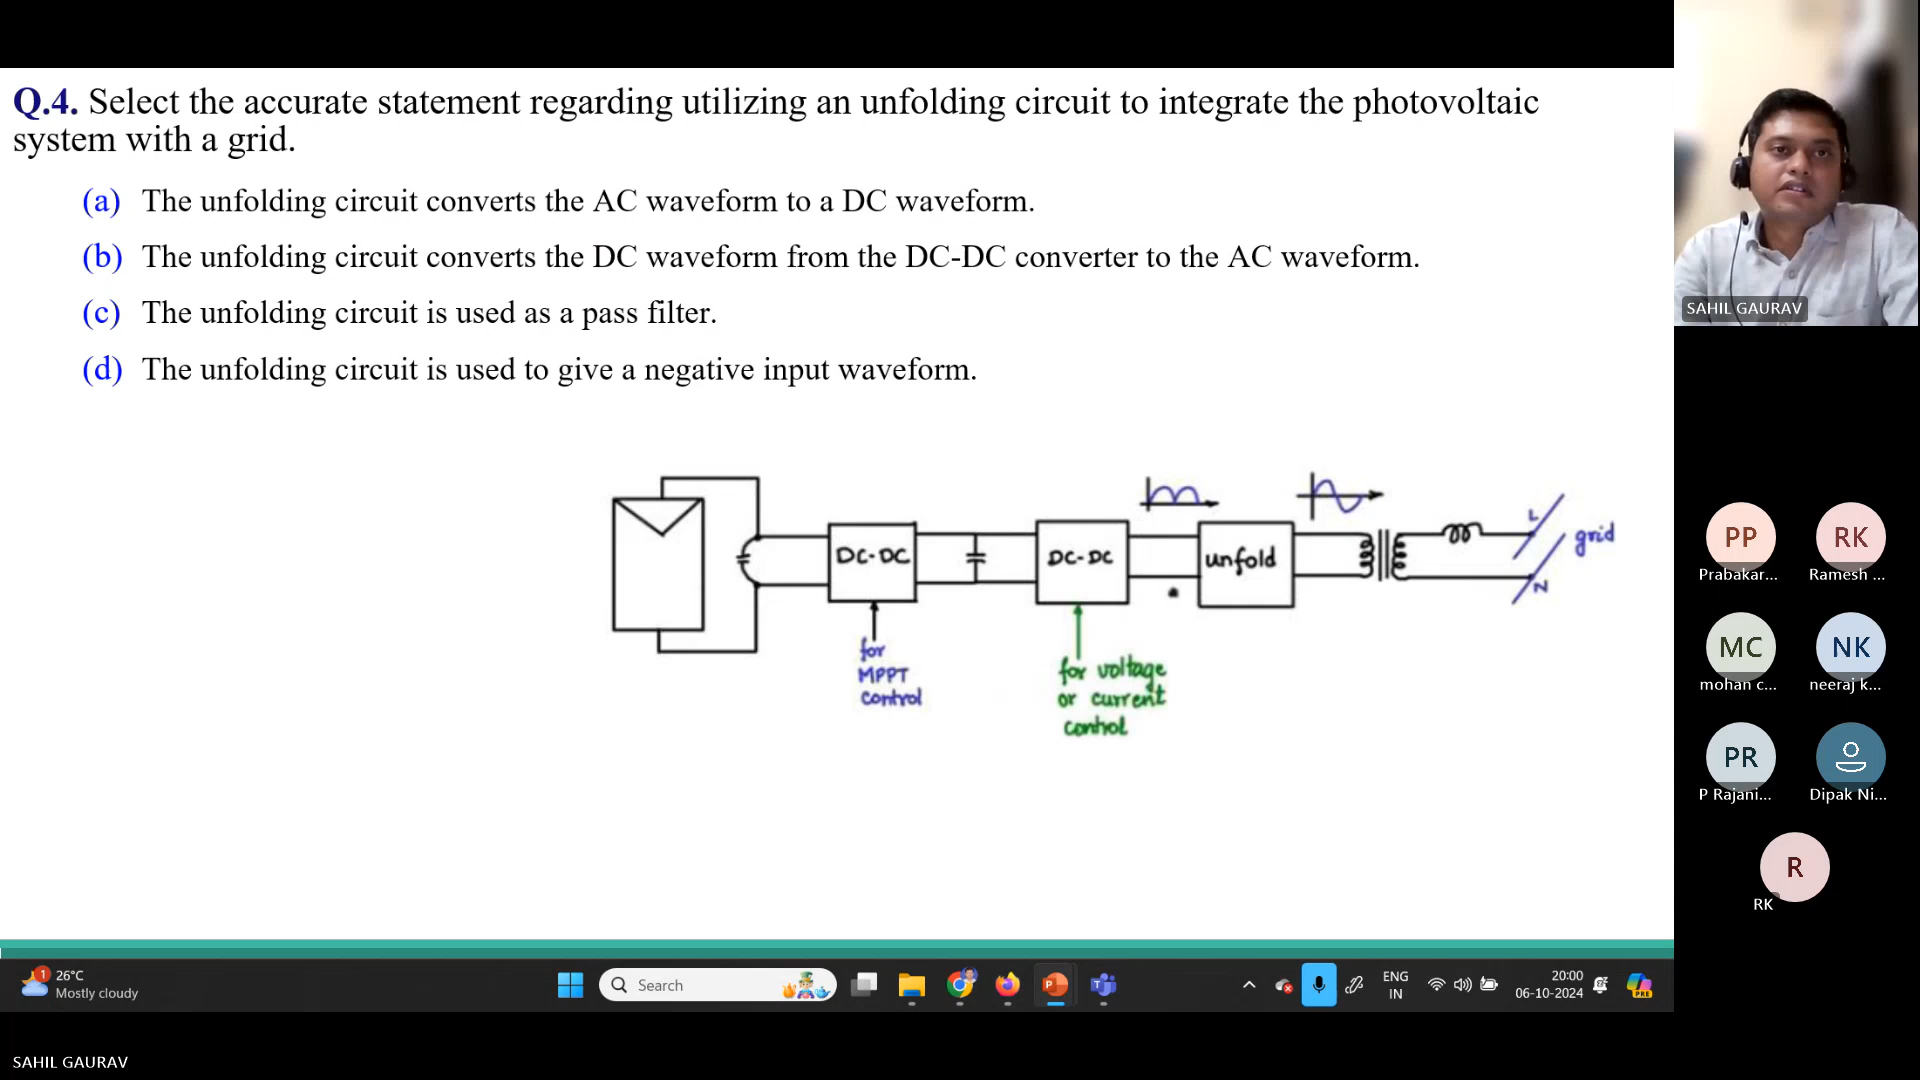 Q.4. Select the accurate statement regarding utilizing an unfolding circuit to integrate the photovoltaic
system with a grid.
(a) The unfolding circuit converts the AC waveform to a DC waveform.
(b) The unfolding circuit converts the DC waveform from the DC-DC converter to the AC waveform.
(c) The unfolding circuit is used as a pass filter.
(d) The unfolding circuit is used to give a negative input waveform.
DC-DC
for
MPPT
control
DC-DC
for voltage
or current
control
unfold
L
grid
N
SAHIL GAURAV
PP
Prabakar...
RK
Ramesh ...
MC
mohan c...
NK
neeraj k...
PR
P Rajani...
Dipak Ni...
R
RK
1
26°C
Mostly cloudy
Search
ENG
IN
20:00
06-10-2024
PRE
SAHIL GAURAV